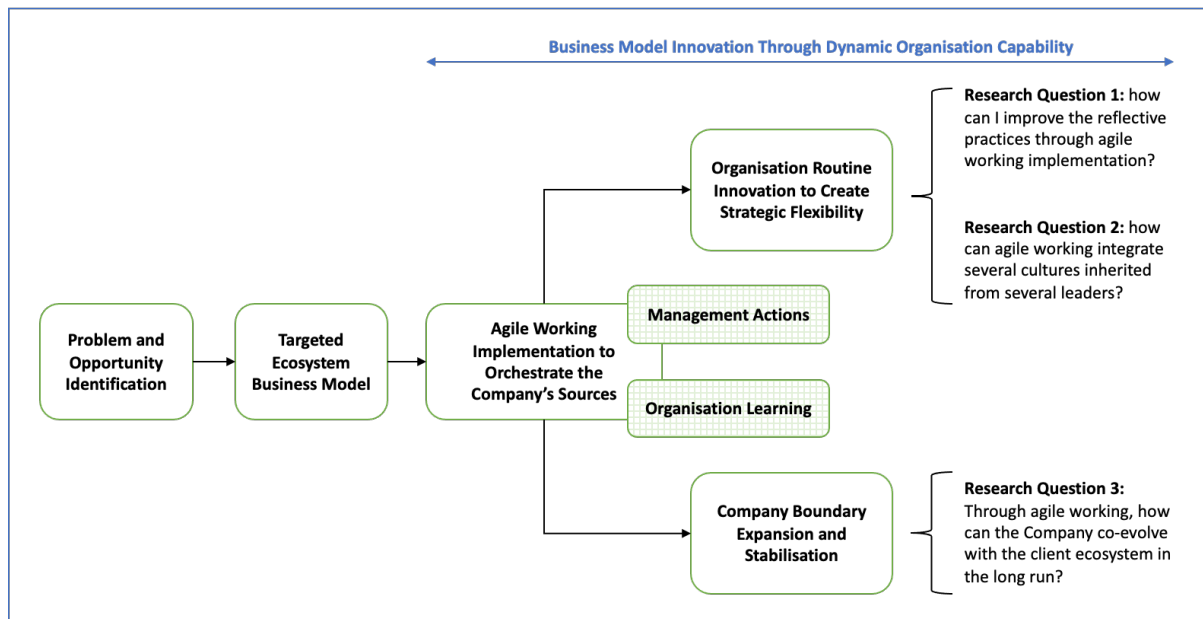 Business Model Innovation Through Dynamic Organisation Capability
Research Question 1: how
can I improve the reflective
practices through agile
working implementation?
Organisation Routine
Innovation to Create
Strategic Flexibility
Research Question 2: how
can agile working integrate
several cultures inherited
from several leaders?
Problem and
Opportunity
Identification
Targeted
Ecosystem
Business Model
Agile Working
Implementation to
Orchestrate the
Company's Sources
Management Actions
Organisation Learning
Company Boundary
Expansion and
Stabilisation
Research Question 3:
Through agile working, how
can the Company co-evolve
with the client ecosystem in
the long run?